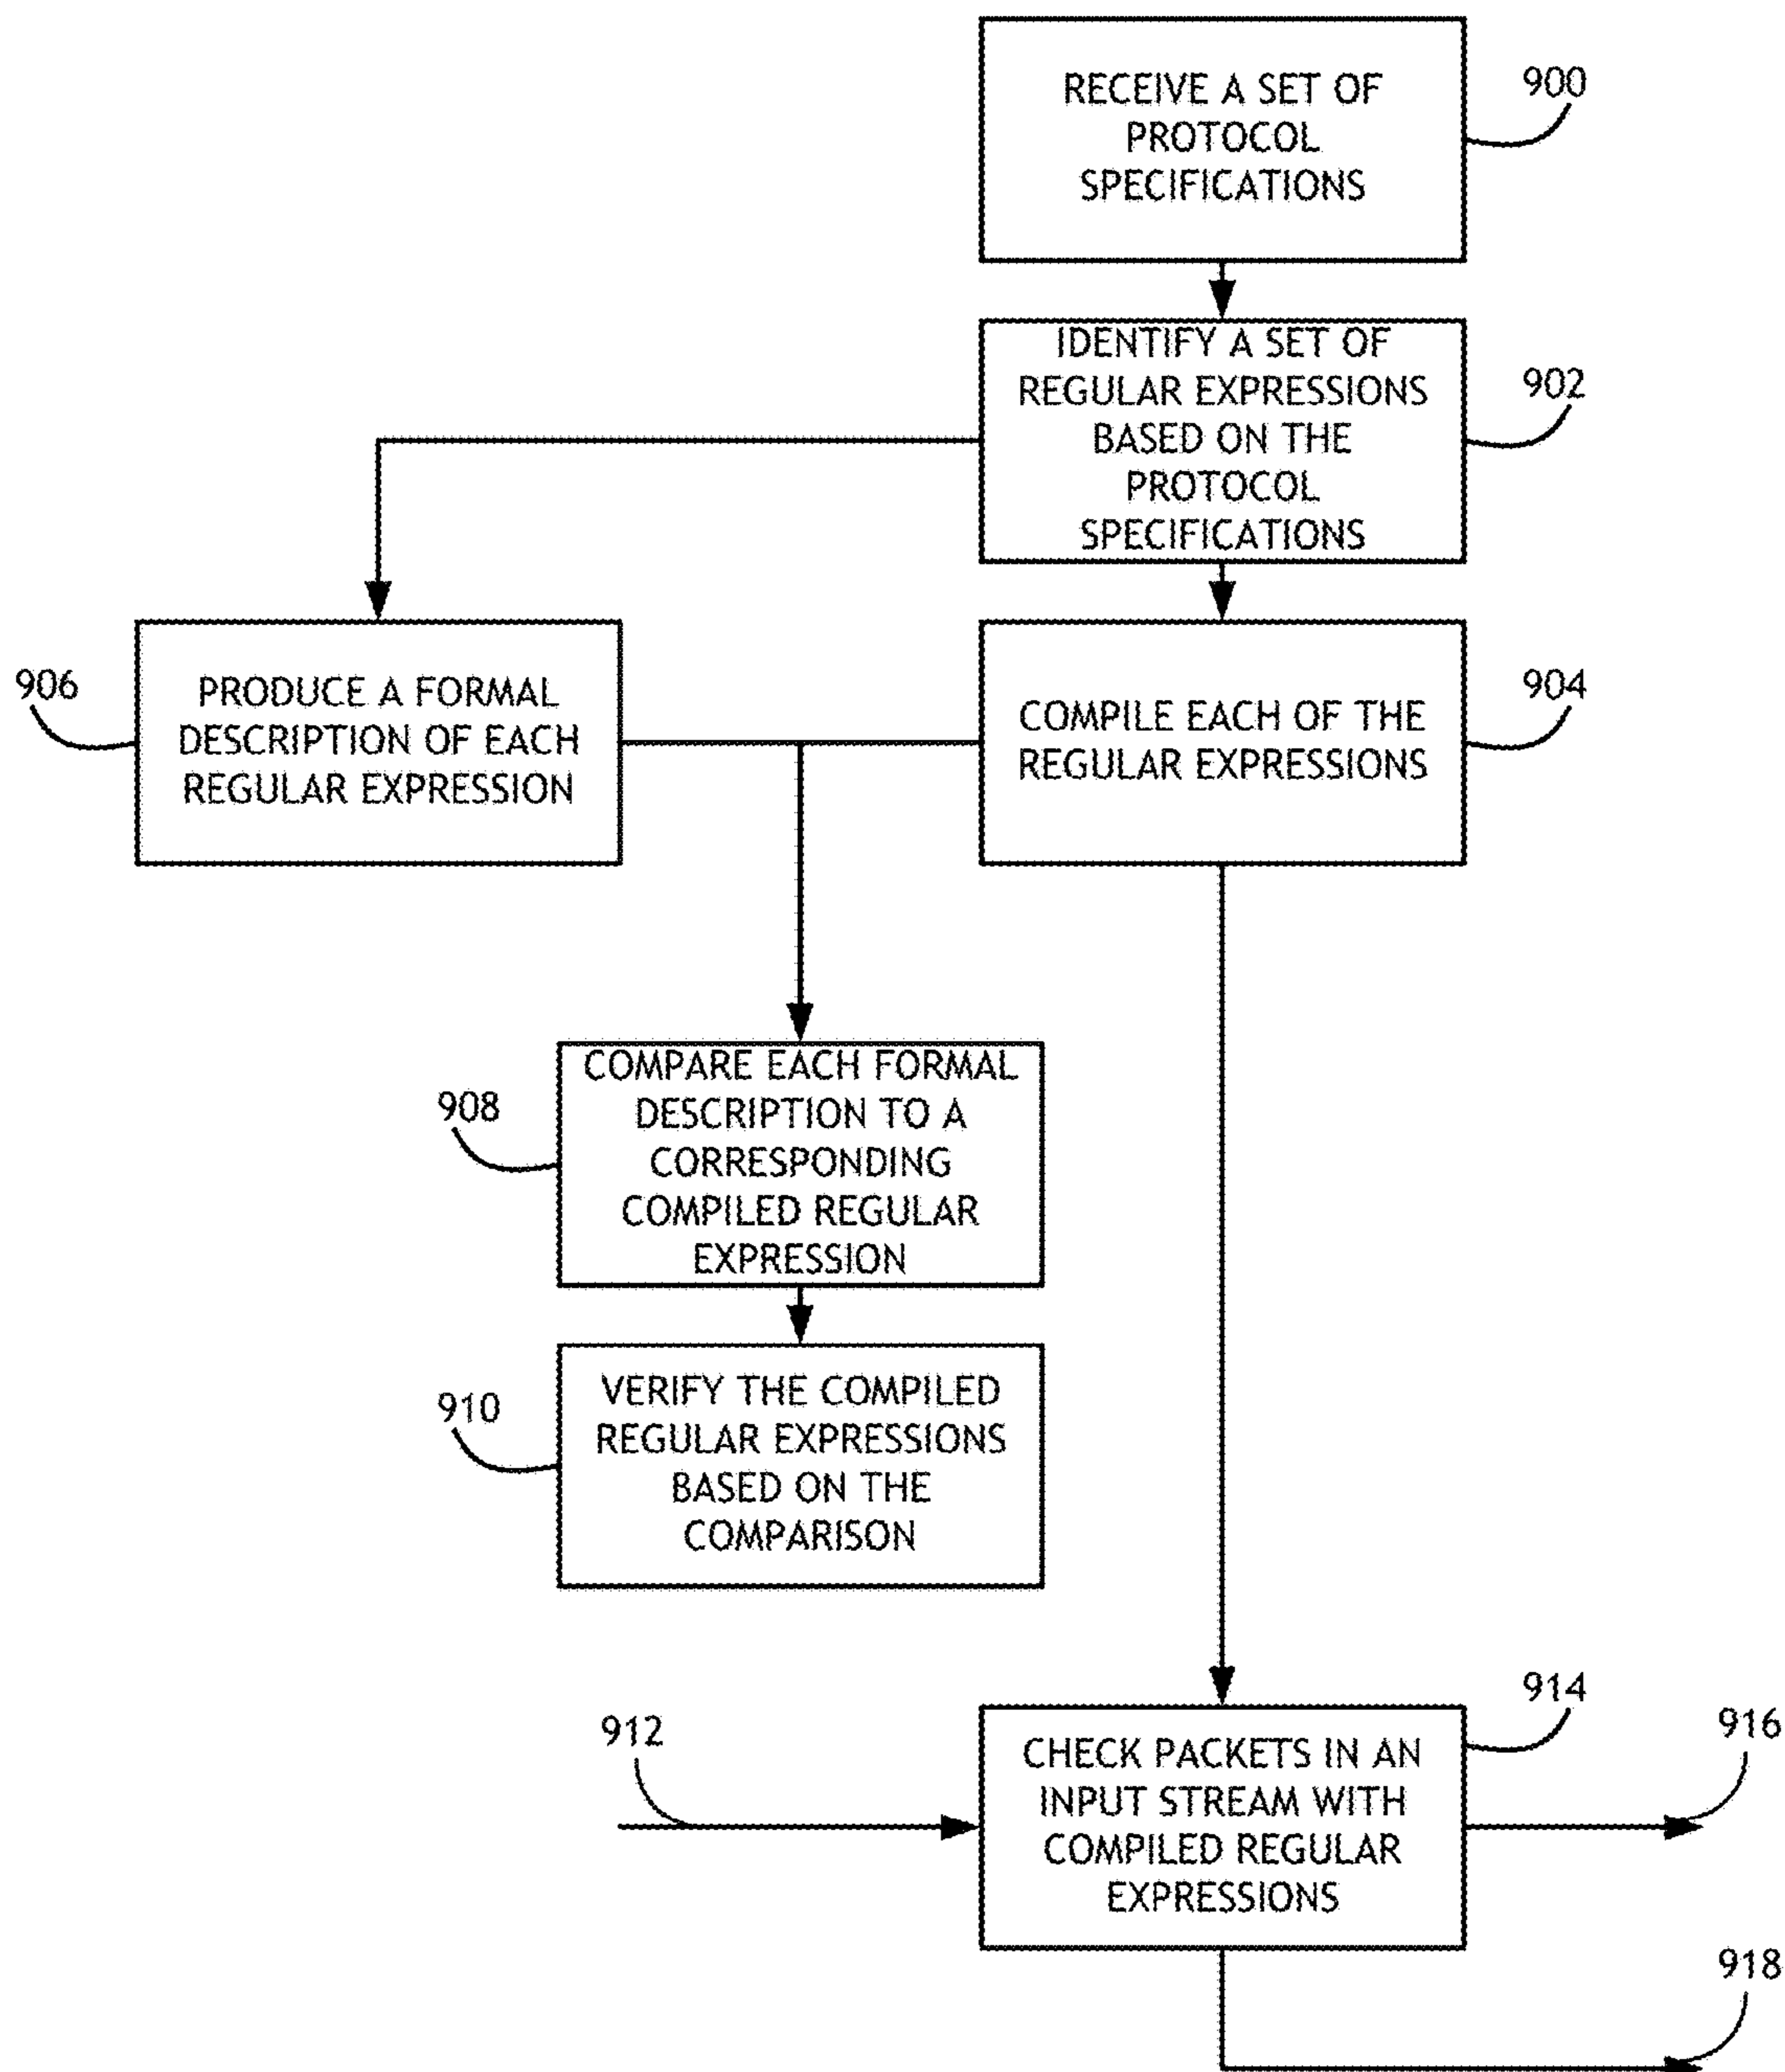 RECEIVE A SET OF
PROTOCOL
SPECIFICATIONS
900
IDENTIFY A SET OF
REGULAR EXPRESSIONS
BASED ON THE
PROTOCOL
SPECIFICATIONS
902
906
PRODUCE A FORMAL
DESCRIPTION OF EACH
REGULAR EXPRESSION
COMPILE EACH OF THE
REGULAR EXPRESSIONS
904
908
COMPARE EACH FORMAL
DESCRIPTION TO A
CORRESPONDING
COMPILED REGULAR
EXPRESSION
910
VERIFY THE COMPILED
REGULAR EXPRESSIONS
BASED ON THE
COMPARISON
912
CHECK PACKETS IN AN
INPUT STREAM WITH
COMPILED REGULAR
EXPRESSIONS
914
916
918